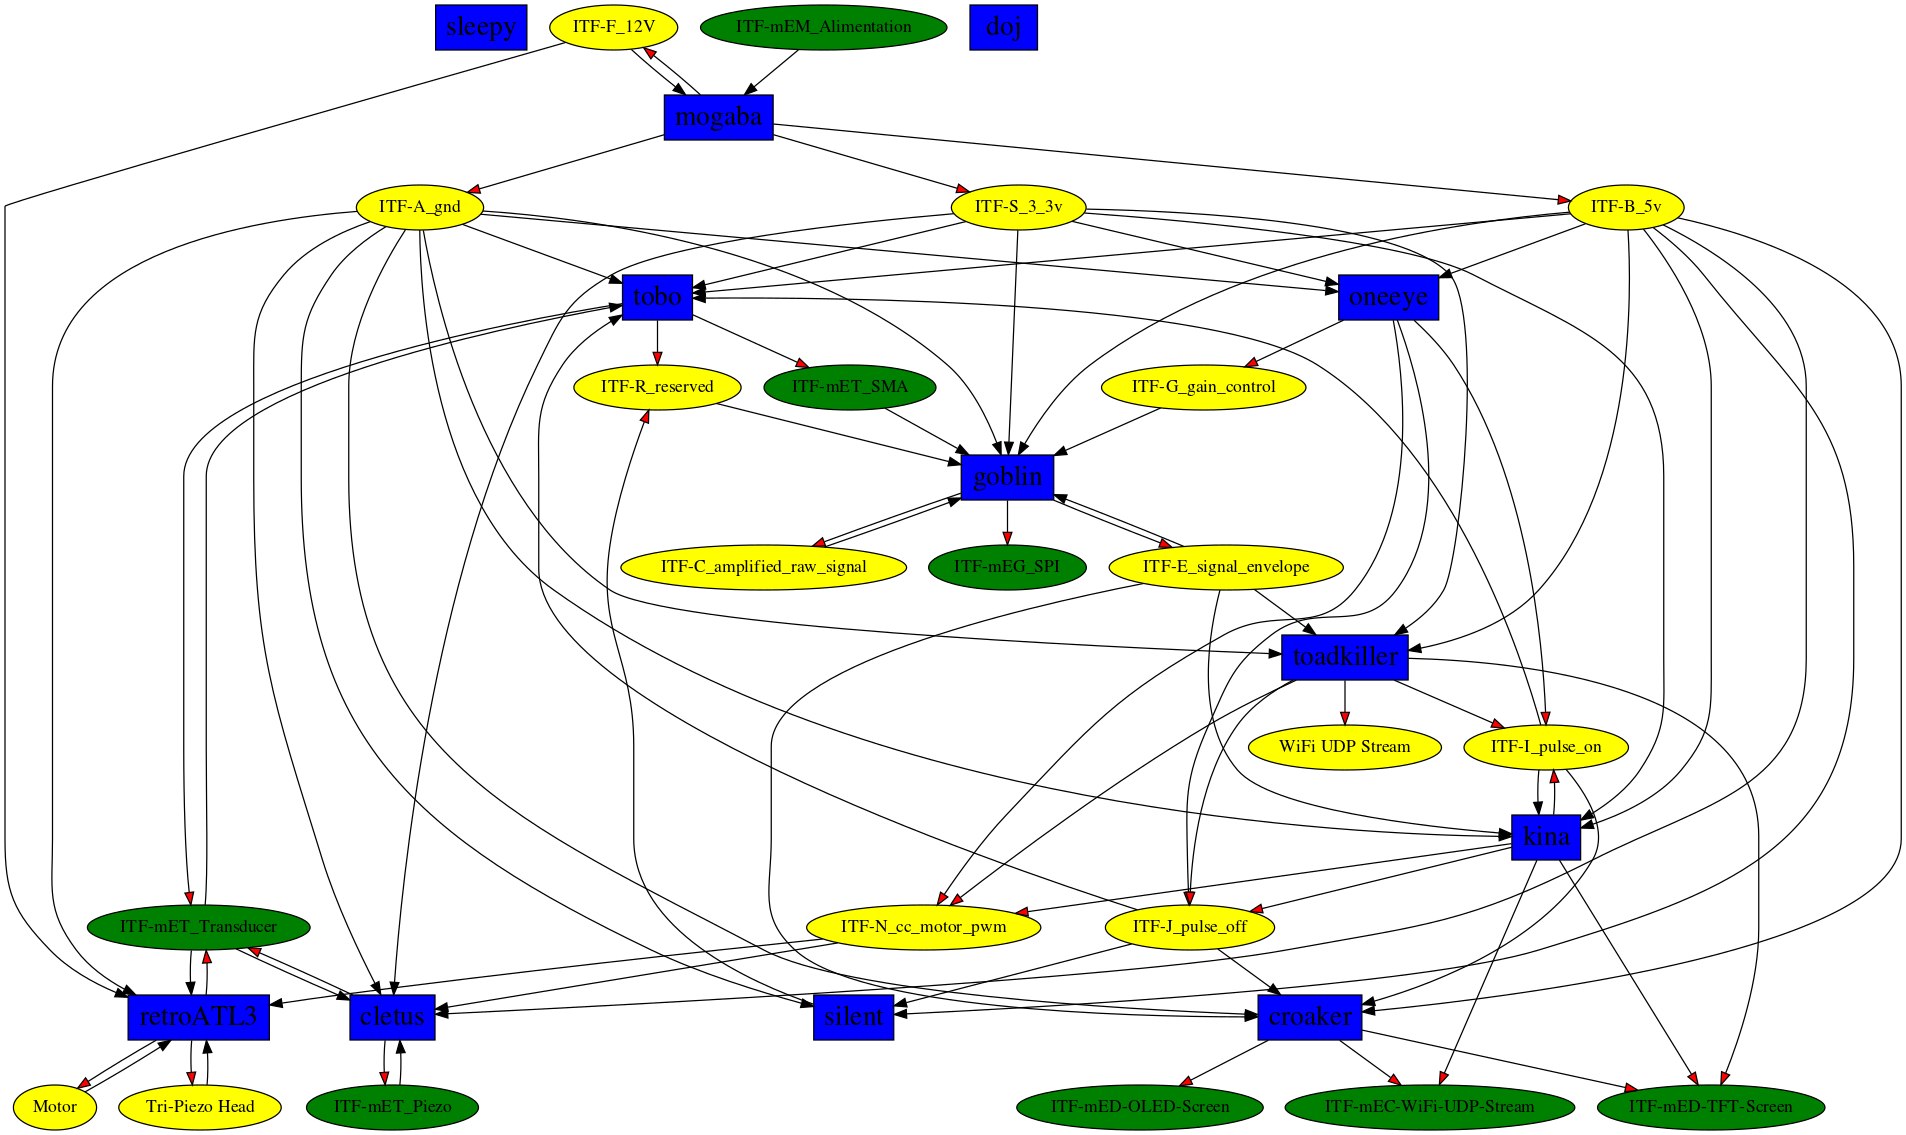 sleepy
ITF-F_12V
ITF-mEM_Alimentation
doj
mogaba
ITF-A_gnd
ITF-S_3_3v
ITF-B_5v
tobo
oneeye
ITF-R_reserved
ITF-mET_SMA
ITF-G_gain_control
goblin
ITF-C_amplified_raw_signal
ITF-mEG_SPI
ITF-E_signal_envelope
toadkiller
WiFi UDP Stream
ITF-I_pulse_on
kina
ITF-mET_Transducer
ITF-N_cc_motor_pwm
ITF-J_pulse_off
retroATL3
cletus
silent
croaker
Motor
Tri-Piezo Head
ITF-mET_Piezo
ITF-mED-OLED-Screen
ITF-mEC-WiFi-UDP-Stream
ITF-mED-TFT-Screen